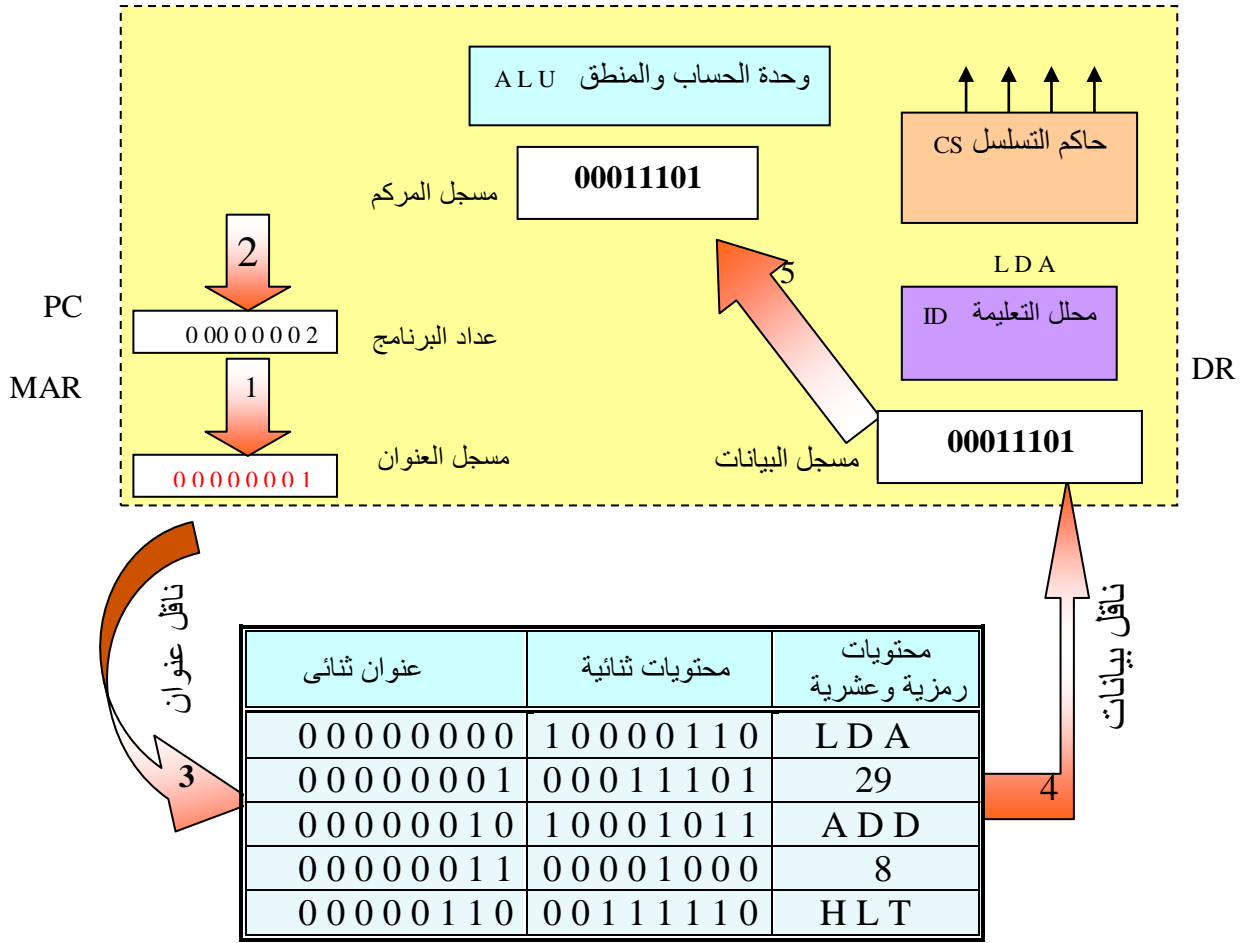 وحدة الحساب والمنطق ALU
حاكم التسلسل CS
00011101
مسجل المركم
2
5
LDA
PC
0 00 0 0 0 0 2
عداد البرنامج
محلل التعليمة ID
MAR
1
DR
0 0 0 0 0 0 0 1
مسجل العنوان
مسجل البيانات
00011101
ناقل عنوان
ناقل بيانات
3
4
عنوان ثنائى محتويات ثنائية محتويات رمزية وعشرية
0 0 0 0 0 0 0 0 1 0 0 0 0 1 1 0 L D A
0 0 0 0 0 0 0 1 0 0 0 1 1 1 0 1 29
0 0 0 0 0 0 1 0 1 0 0 0 1 0 1 1 A D D
0 0 0 0 0 0 1 1 0 0 0 0 1 0 0 0 8
0 0 0 0 0 1 1 0 0 0 1 1 1 1 1 0 H L T